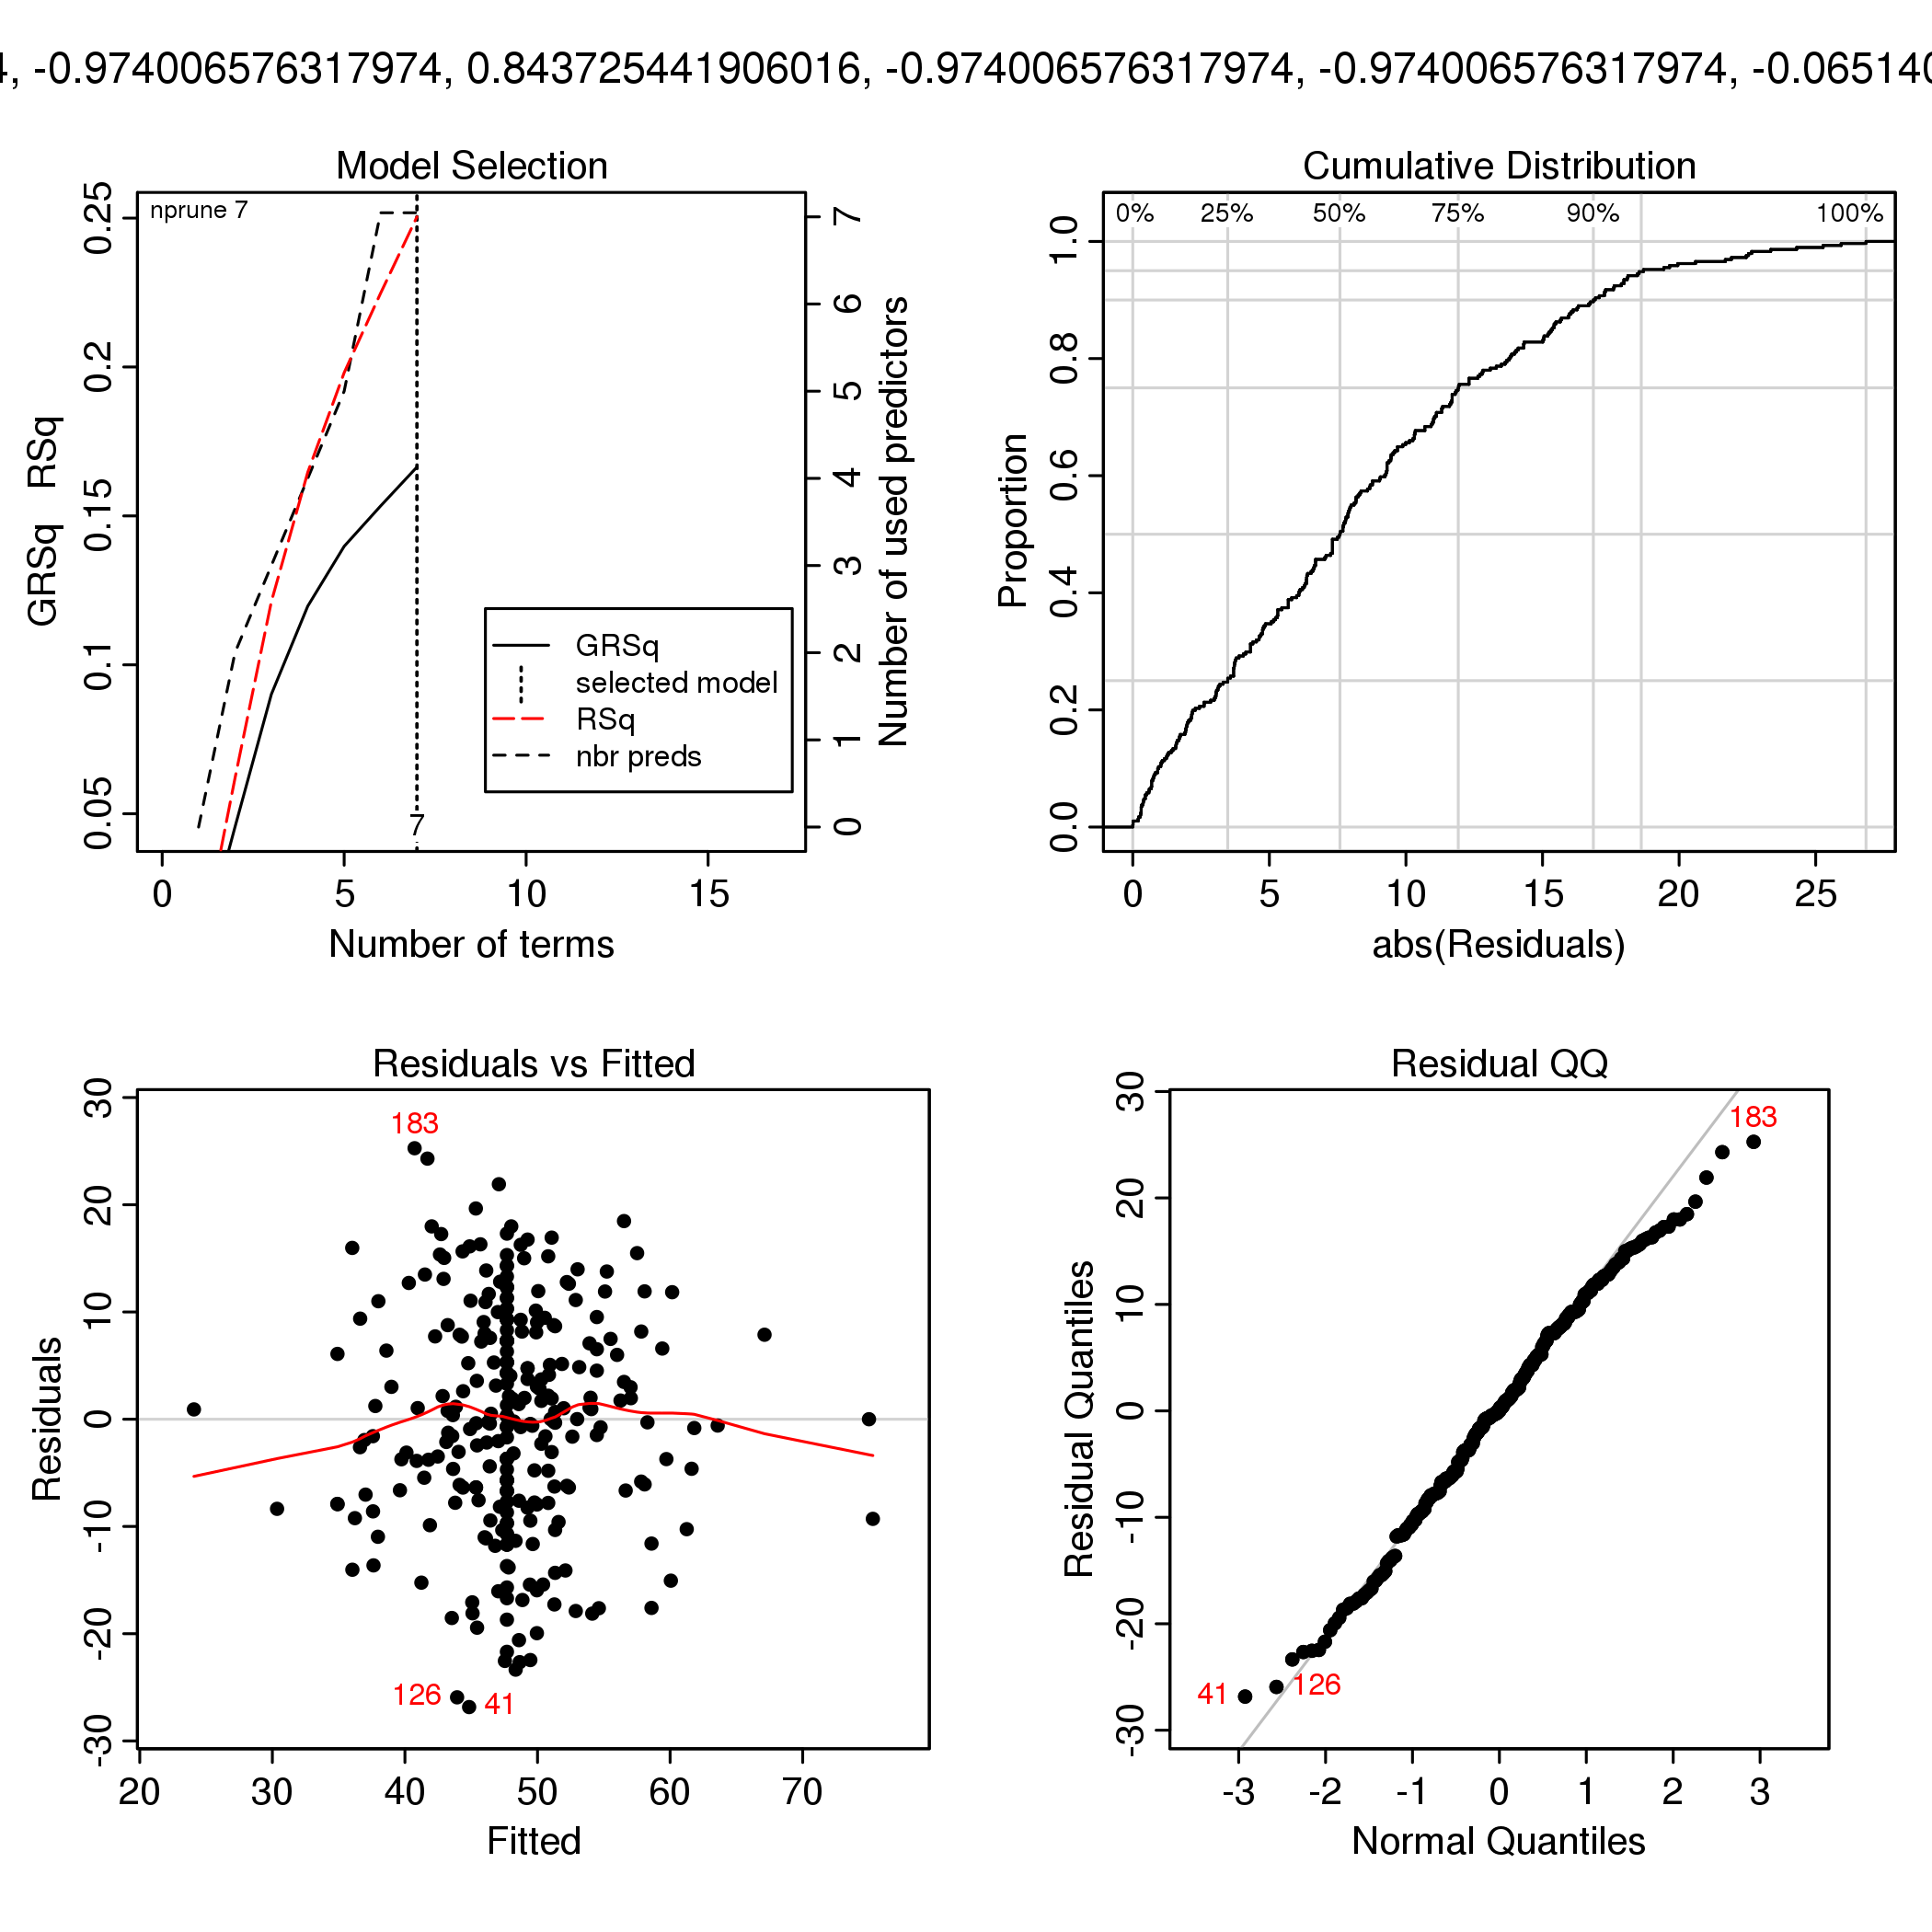 4, -0.974006576317974, 0.843725441906016, -0.974006576317974, -0.974006576317974, -0.065140
Model Selection
nprune 7
0.05 0.1 0.15 0.2 0.25
GRSq RSq
0 1 2 3 4 5 6 7
Number of used predictors
GRSq
selected model
RSq
nbr preds
7
0 5 10 15
Number of terms
Cumulative Distribution
0% 25% 50% 75% 90% 100%
0.0 0.2 0.4 0.6 0.8 1.0
Proportion
0 5 10 15 20 25
abs(Residuals)
Residuals vs Fitted
183
126 41
-30 -20 -10 0 10 20 30
Residuals
20 30 40 50 60 70
Fitted
Residual QQ
183
41 126
-30 -20 -10 0 10 20 30
Residual Quantiles
-3 -2 -1 0 1 2 3
Normal Quantiles